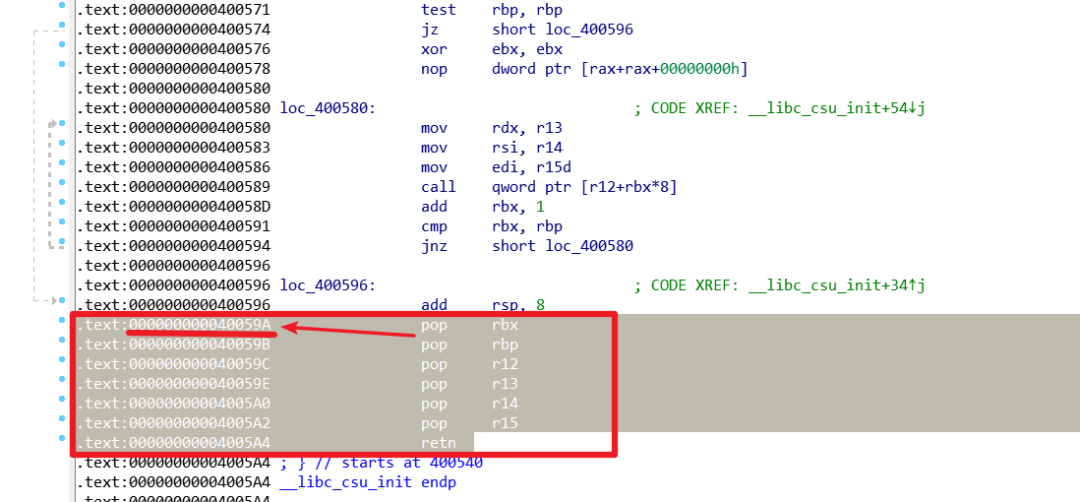 .text:0000000000400571 test rbp, rbp
.text:0000000000400574 jz short loc_400596
.text:0000000000400576 xor ebx, ebx
.text:0000000000400578 nop dword ptr [rax+rax+00000000h]
.text:0000000000400580
.text:0000000000400580 loc_400580: ; CODE XREF: __libc_csu_init+54↓j
.text:0000000000400580 mov rdx, r13
.text:0000000000400583 mov rsi, r14
.text:0000000000400586 mov edi, r15d
.text:0000000000400589 call qword ptr [r12+rbx*8]
.text:000000000040058D add rbx, 1
.text:0000000000400591 cmp rbx, rbp
.text:0000000000400594 jnz short loc_400580
.text:0000000000400596
.text:0000000000400596 loc_400596: ; CODE XREF: __libc_csu_init+34↑j
.text:0000000000400596 add rsp, 8
.text:000000000040059A pop rbx
.text:000000000040059B pop rbp
.text:000000000040059C pop r12
.text:000000000040059E pop r13
.text:00000000004005A0 pop r14
.text:00000000004005A2 pop r15
.text:00000000004005A4 retn
.text:00000000004005A4 ; } // starts at 400540
.text:00000000004005A4 __libc_csu_init endp
.text:00000000004005A4